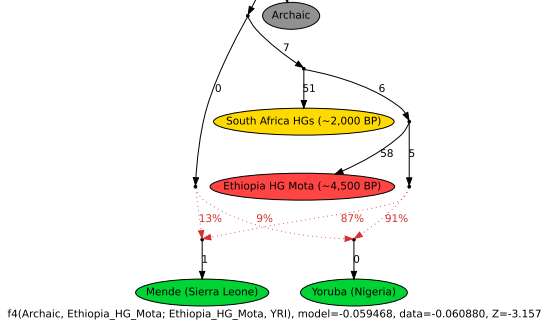 Archaic
7
0
51
6
South Africa HGs (~2,000 BP)
58
5
Ethiopia HG Mota (~4,500 BP)
13%
9%
87%
91%
1
0
Mende (Sierra Leone)
Yoruba (Nigeria)
f4(Archaic, Ethiopia_HG_Mota; Ethiopia_HG_Mota, YRI), model=-0.059468, data=-0.060880, Z=-3.157